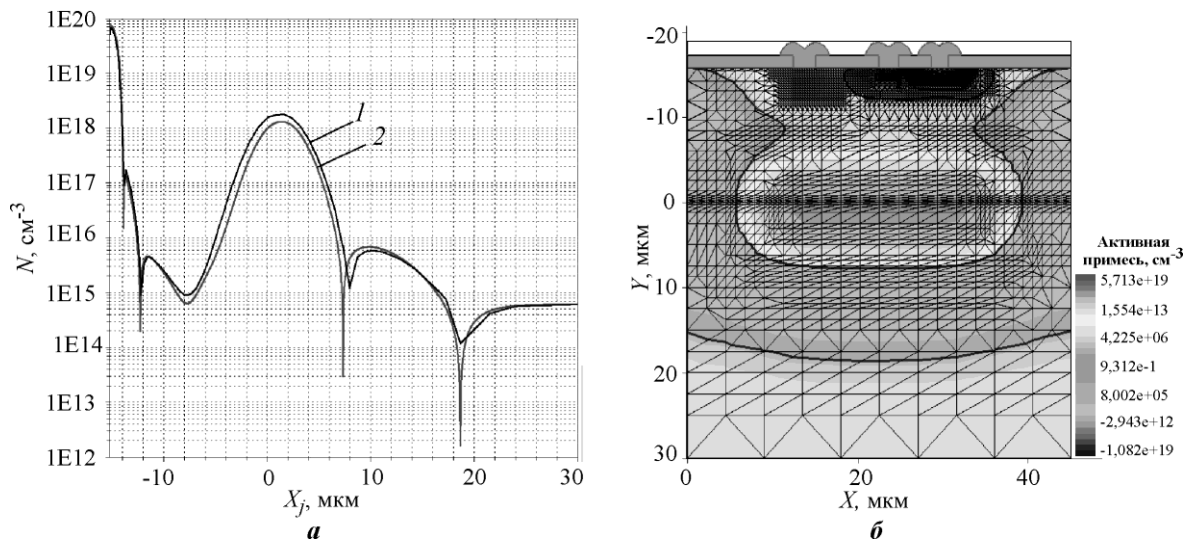 1E20
1E19
1E18
1E17
1E16
1E15
1E14
1E13
1E12
N, см-3
1
2
-10
0
10
20
30
Xj, мкм
а
-20
-10
0
10
20
30
Y, мкм
0
20
40
X, мкм
б
Активная
примесь, см-3
5,713e+19
1,554e+13
4,225e+06
9,312e-1
8,002e+05
-2,943e+12
-1,082e+19